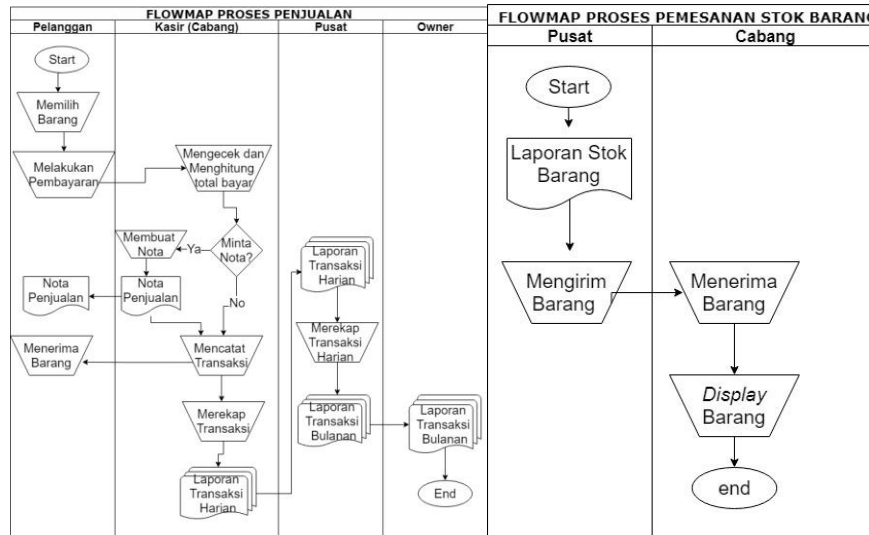 FLOWMAP PROSES PENJUALAN
Pelanggan
Kasir (Cabang)
Pusat
Owner
Start
Memilih
Barang
Melakukan
Pembayaran
Mengecek dan
Menghitung
total bayar
Minta
Nota?
Ya
Membuat
Nota
Nota
Penjualan
Nota
Penjualan
No
Mencatat
Transaksi
Menerima
Barang
Merekap
Transaksi
Laporan
Transaksi
Harian
Laporan
Transaksi
Harian
Merekap
Transaksi
Harian
Laporan
Transaksi
Bulanan
Laporan
Transaksi
Bulanan
End
FLOWMAP PROSES PEMESANAN STOK BARANG
Pusat
Cabang
Start
Laporan Stok
Barang
Mengirim
Barang
Menerima
Barang
Display
Barang
end